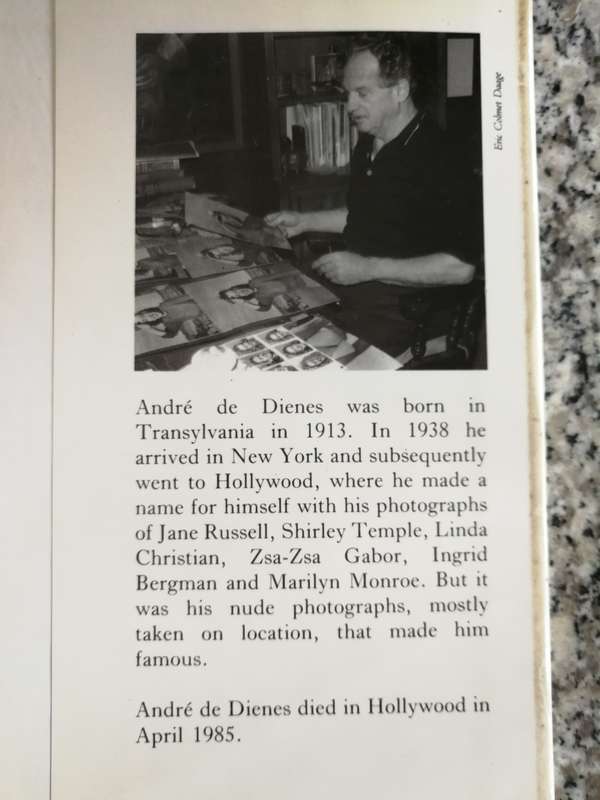 Eric Colmet Daage
André de Dienes was born in
Transylvania in 1913. In 1938 he
arrived in New York and subsequently
went to Hollywood, where he made a
name for himself with his photographs
of Jane Russell, Shirley Temple, Linda
Christian, Zsa-Zsa Gabor, Ingrid
Bergman and Marilyn Monroe. But it
was his nude photographs, mostly
taken on location, that made him
famous.
André de Dienes died in Hollywood in
April 1985.